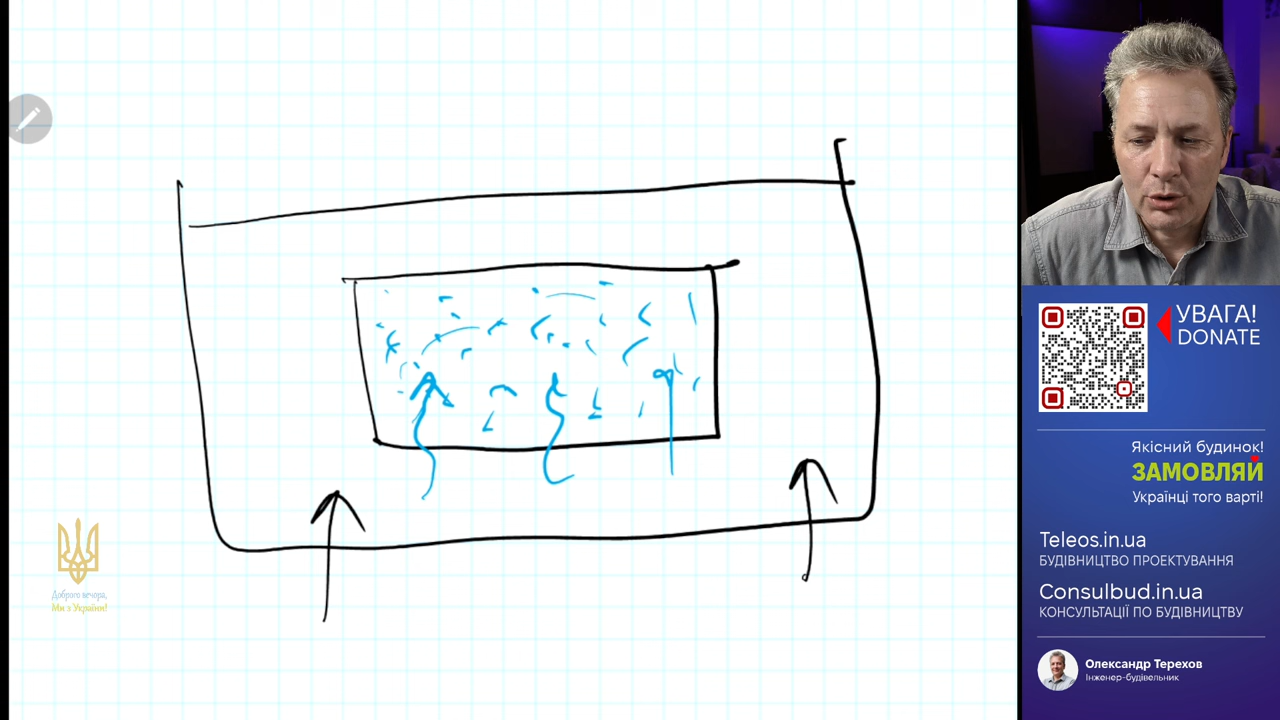 Доброго вечора,
Ми з України!
УВАГА!
DONATE
Якісний будинок!
ЗАМОВЛЯЙ
Українці того варті!
Teleos.in.ua
БУДІВНИЦТВО ПРОЕКТУВАННЯ
Consulbud.in.ua
КОНСУЛЬТАЦІЇ ПО БУДІВНИЦТВУ
Олександр Терехов
Інженер-будівельник